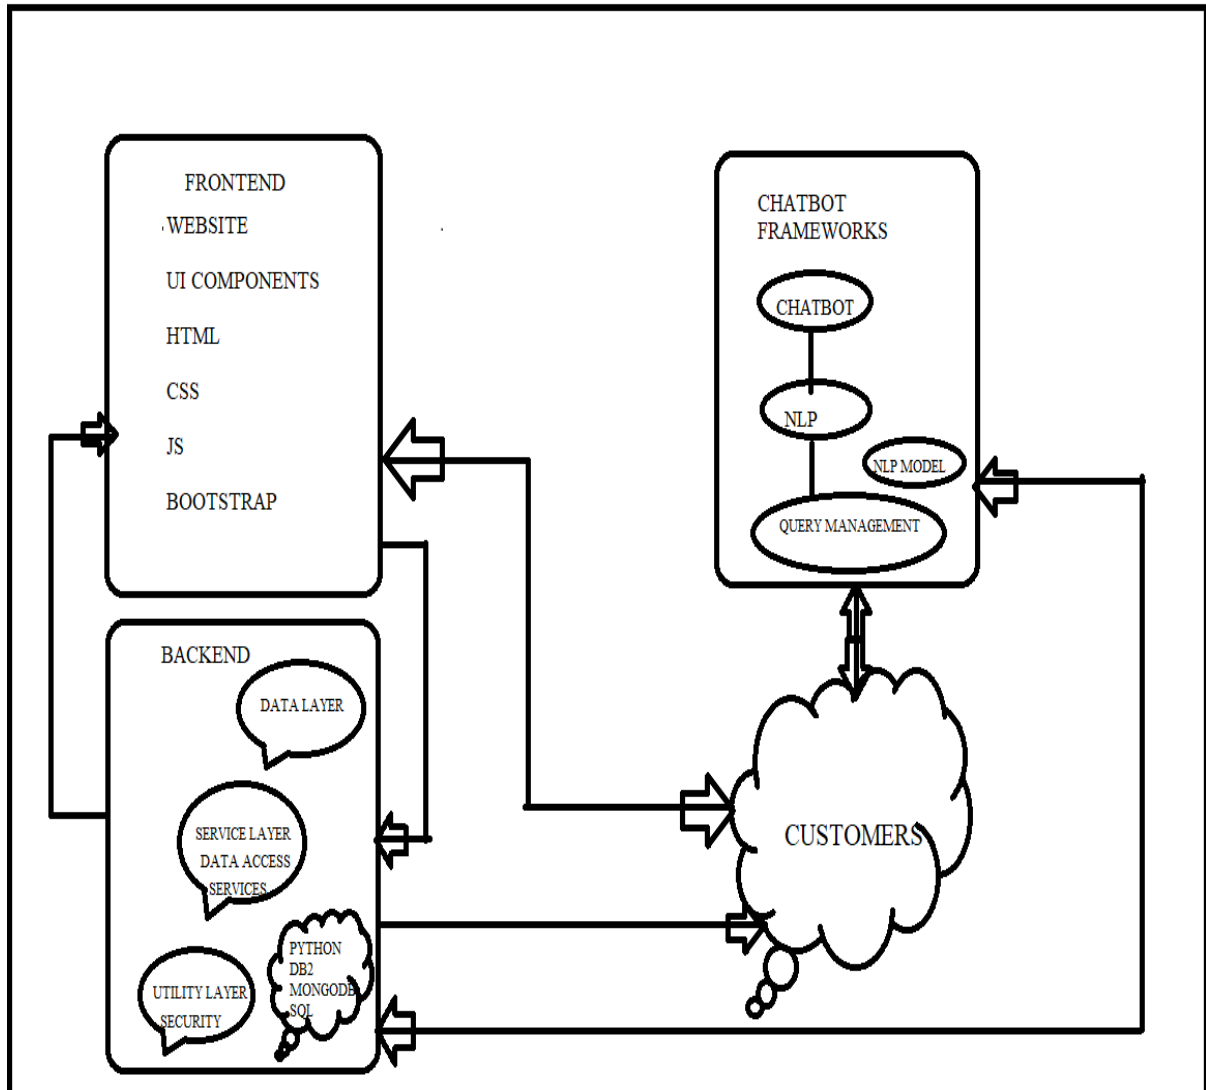 FRONTEND
WEBSITE
UI COMPONENTS
HTML
CSS
JS
BOOTSTRAP
CHATBOT
FRAMEWORKS
CHATBOT
NLP
NLP MODEL
QUERY MANAGEMENT
BACKEND
DATA LAYER
SERVICE LAYER
DATA ACCESS
SERVICES
UTILITY LAYER
SECURITY
PYTHON
DB2
MONGODB
SQL
CUSTOMERS